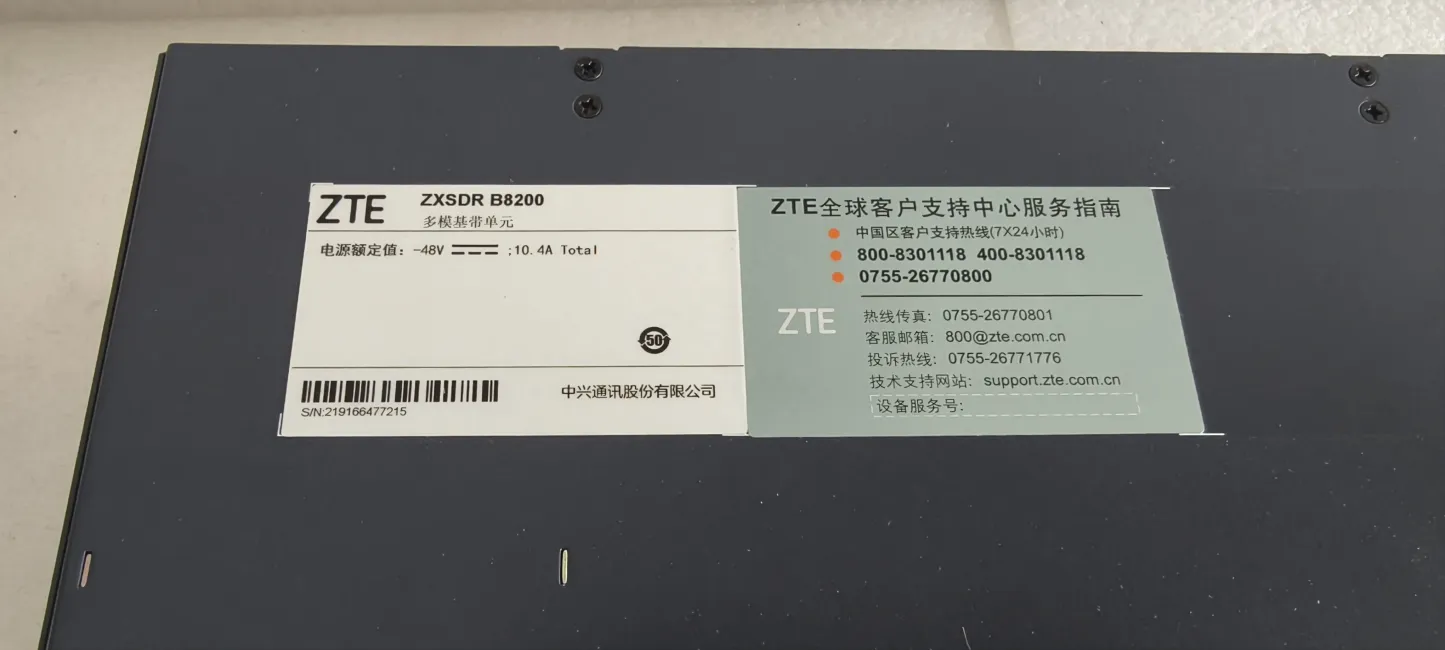 ZTE ZXSDR B8200
多模基带单元
电源额定值: -48V ;10.4A Total
50
中兴通讯股份有限公司
S/N:219166477215
ZTE全球客户支持中心服务指南
中国区客户支持热线(7X24小时)
800-8301118 400-8301118
0755-26770800
ZTE
热线传真: 0755-26770801
客服邮箱: 800@zte.com.cn
投诉热线: 0755-26771776
技术支持网站: support.zte.com.cn
设备服务号: